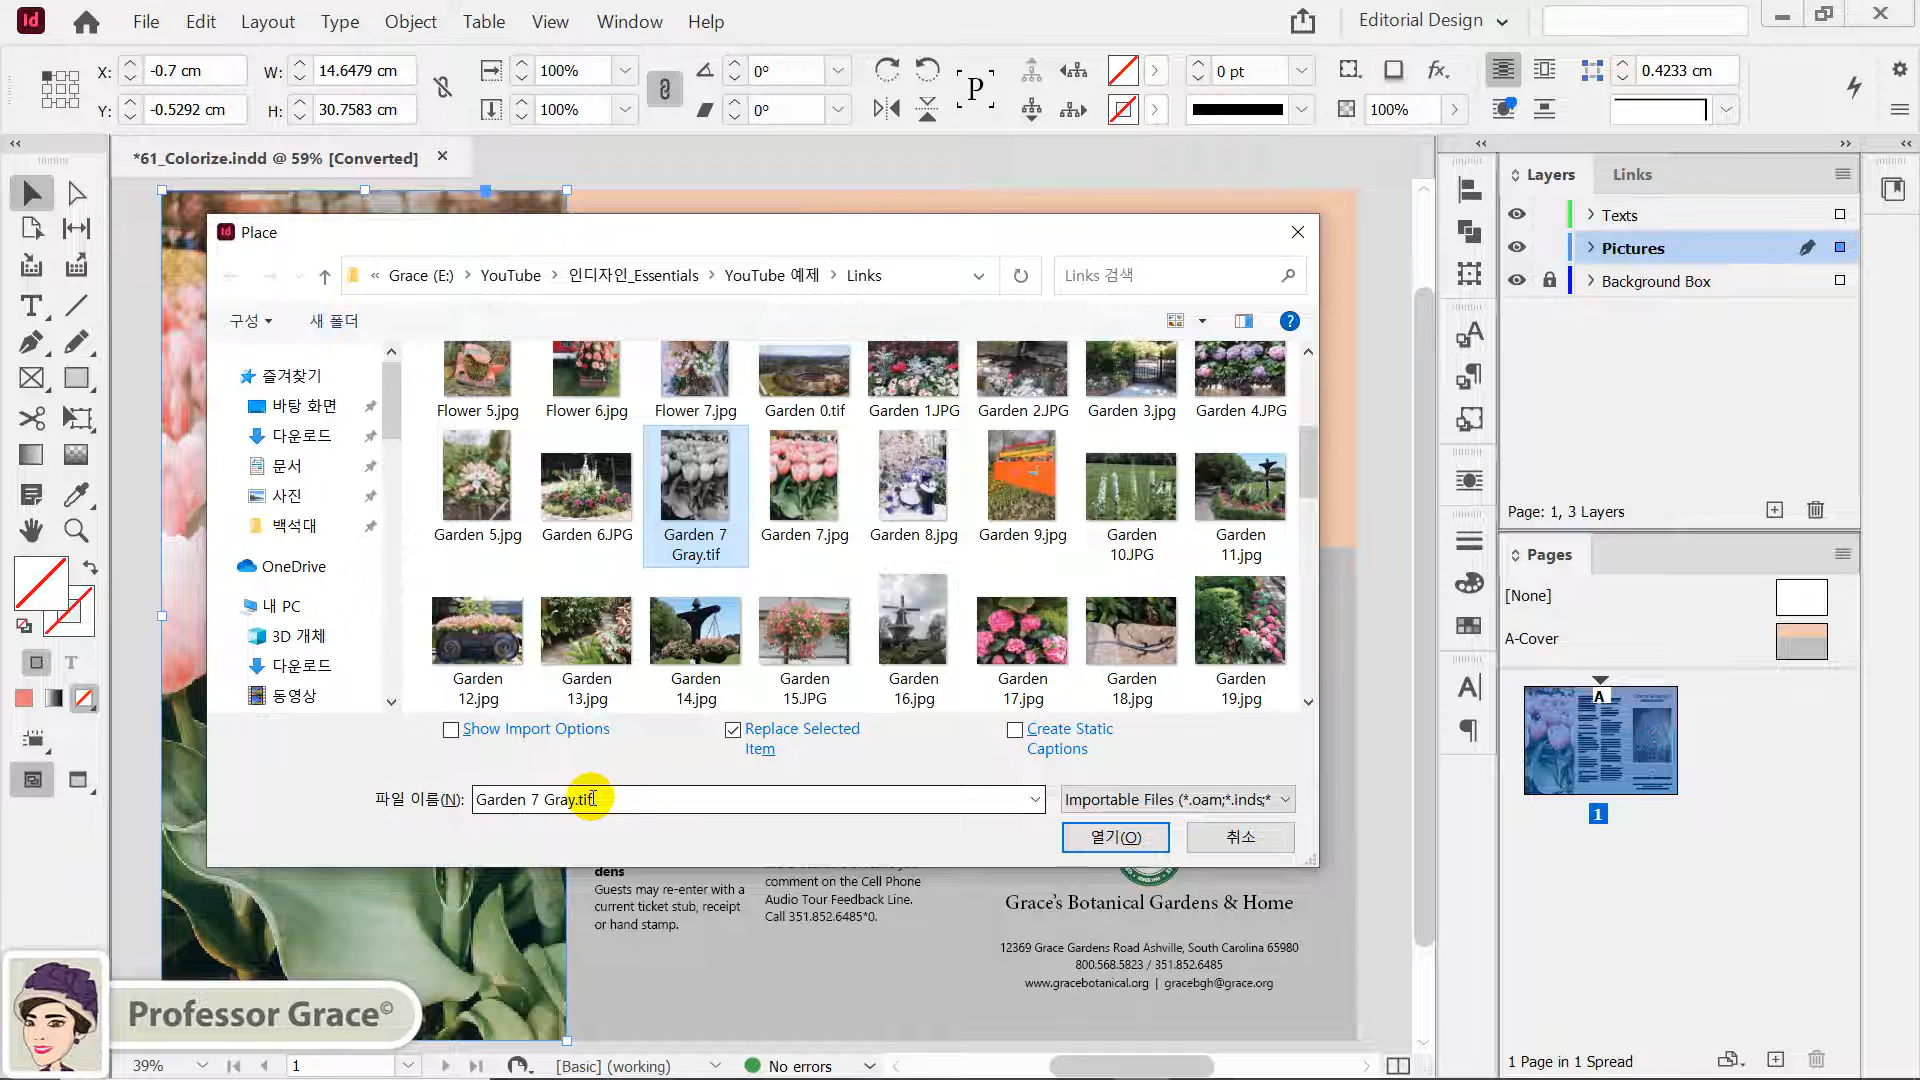 File Edit Layout Type Object Table View Window Help
Editorial Design
X: -0.7 cm W: 14.6479 cm 100% 0° P 0 pt fx. 0.4233 cm
Y: -0.5292 cm H: 30.7583 cm 100% 0° 100%
*61_Colorize.indd @ 59% [Converted]
Place
« Grace (E:) YouTube 인디자인_Essentials YouTube 예제 Links
Links 검색
구성 새 폴더
즐겨찾기
바탕 화면
다운로드
문서
사진
백석대
OneDrive
내 PC
3D 개체
다운로드
동영상
Flower 5.jpg Flower 6.jpg Flower 7.jpg Garden 0.tif Garden 1.JPG Garden 2.JPG Garden 3.jpg Garden 4.JPG
Garden 5.jpg Garden 6.JPG Garden 7 Gray.tif Garden 7.jpg Garden 8.jpg Garden 9.jpg Garden 10.JPG Garden 11.jpg
Garden 12.jpg Garden 13.jpg Garden 14.jpg Garden 15.JPG Garden 16.jpg Garden 17.jpg Garden 18.jpg Garden 19.jpg
Show Import Options
Replace Selected
Item
Create Static
Captions
파일 이름(N): Garden 7 Gray.tif
Importable Files (*.oam;*.inds;*
열기(O) 취소
dens
Guests may re-enter with a
current ticket stub, receipt
or hand stamp.
comment on the Cell Phone
Audio Tour Feedback Line.
Call 351.852.6485*0.
Grace's Botanical Gardens & Home
12369 Grace Gardens Road Ashville, South Carolina 65980
800.568.5823 / 351.852.6485
www.gracebotanical.org | gracebgh@grace.org
Professor Grace©
Layers Links
Texts
Pictures
Background Box
Page: 1, 3 Layers
Pages
[None]
A-Cover
A
1
1 Page in 1 Spread
39% 1 [Basic] (working) No errors